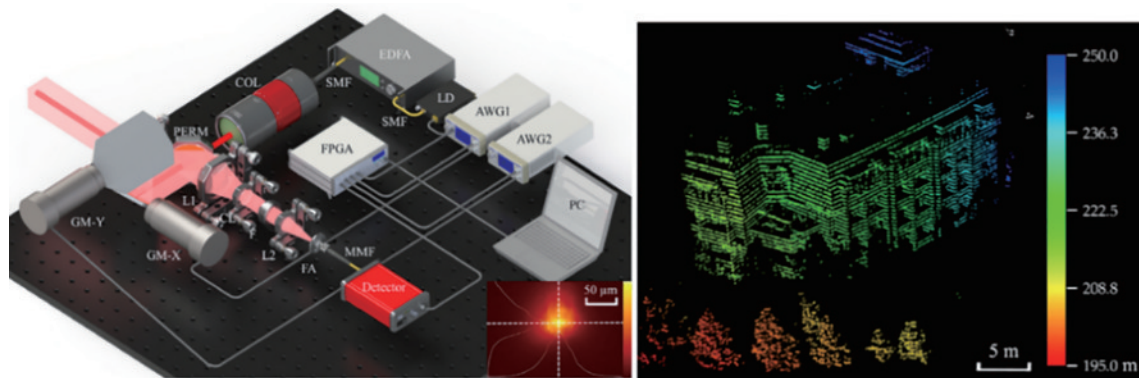 EDFA
COL
SMF
LD
SMF
AWG1
PERM
FPGA
AWG2
L1
PC
GM-Y
CL
GM-X
L2
MMF
FA
Detector
50 μm
250.0
236.3
222.5
208.8
5 m
195.0 m